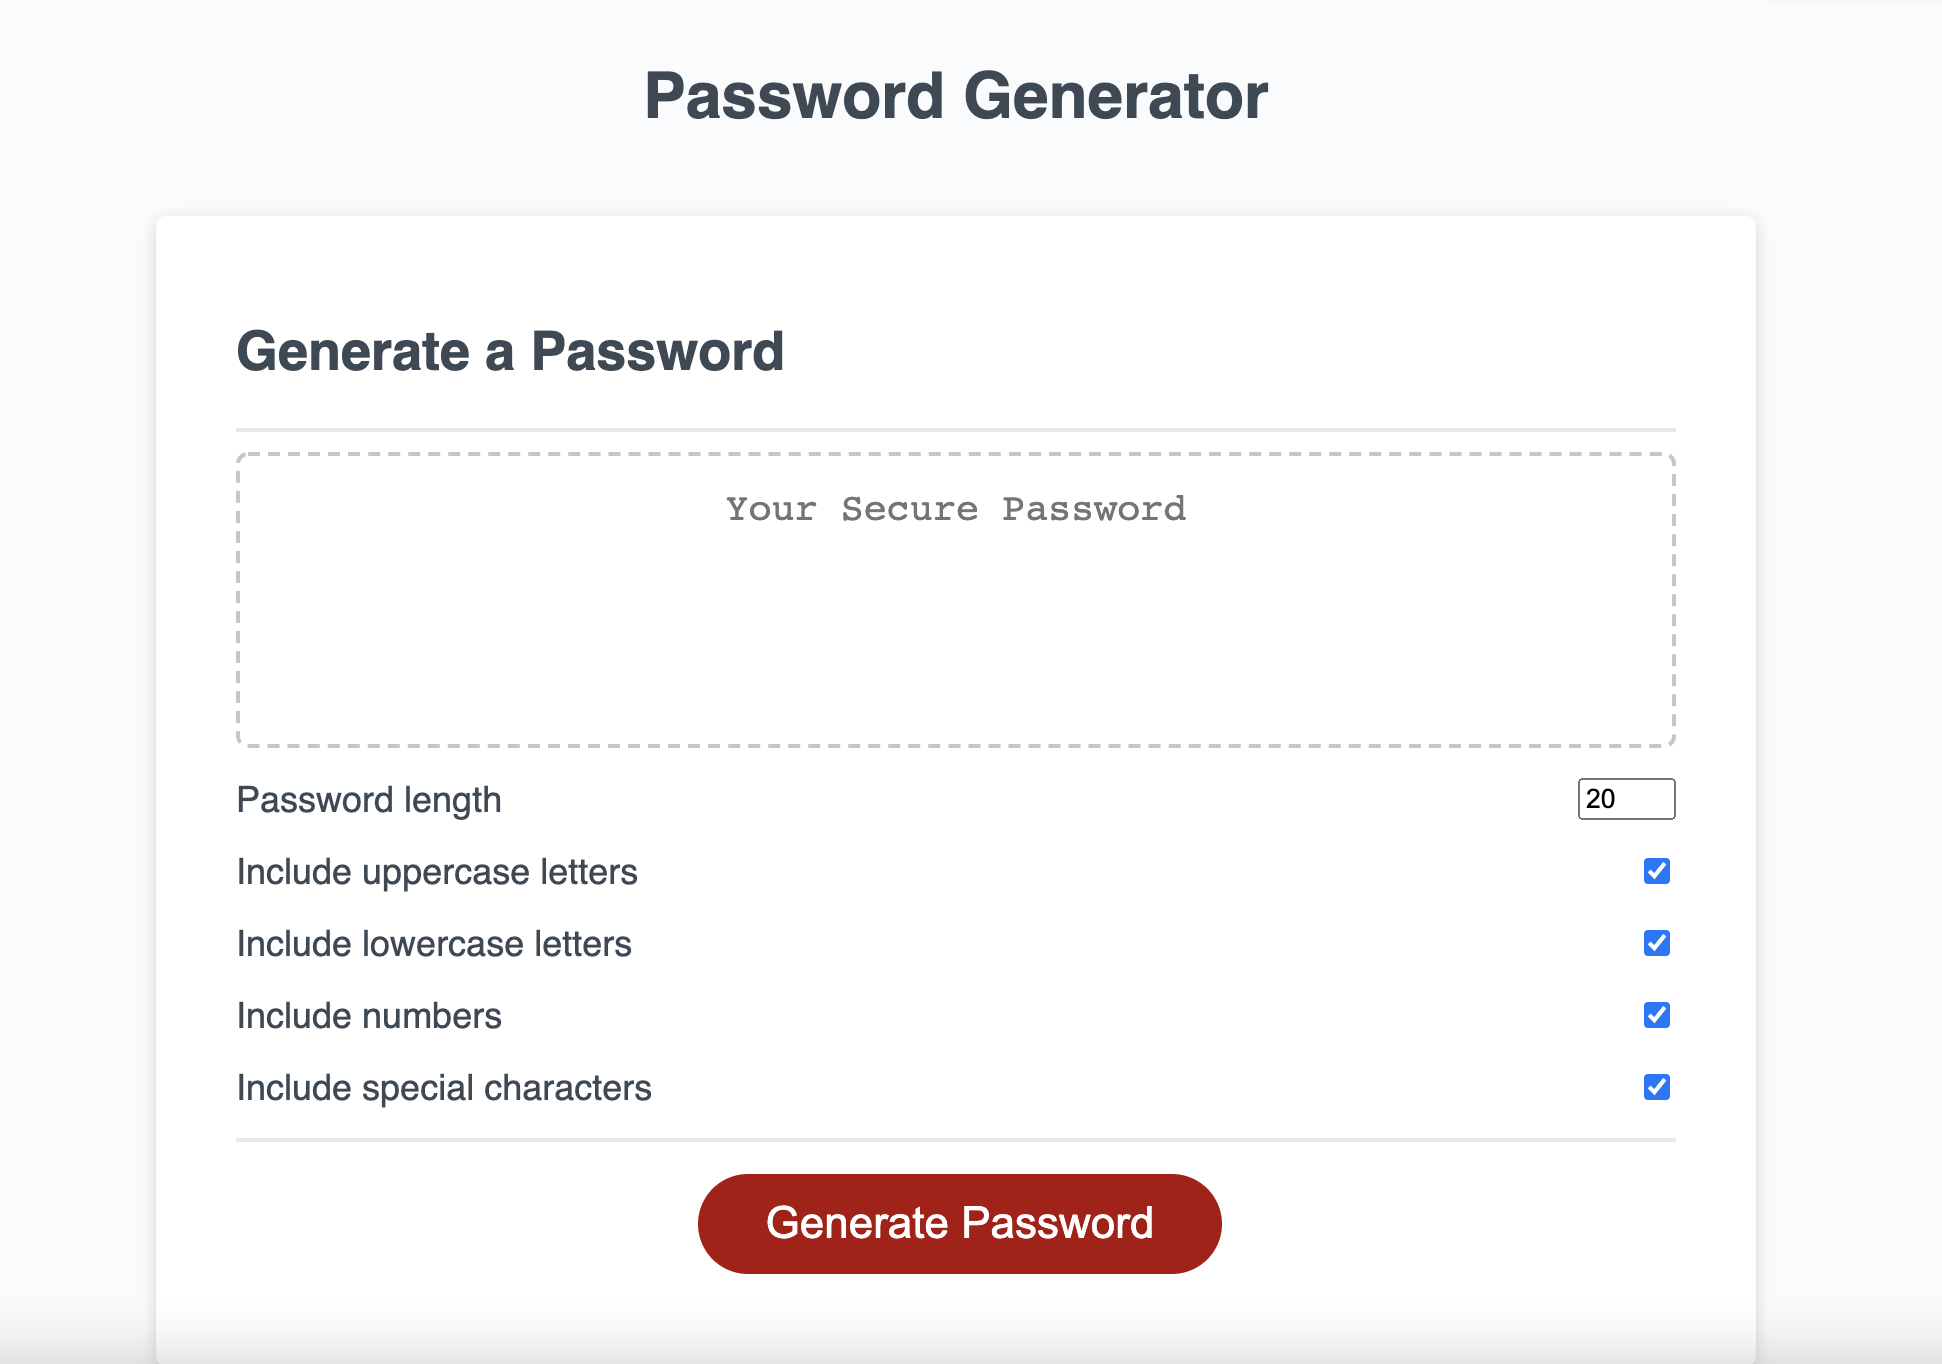 Password Generator
Generate a Password
Your Secure Password
Password length 20
Include uppercase letters
Include lowercase letters
Include numbers
Include special characters
Generate Password